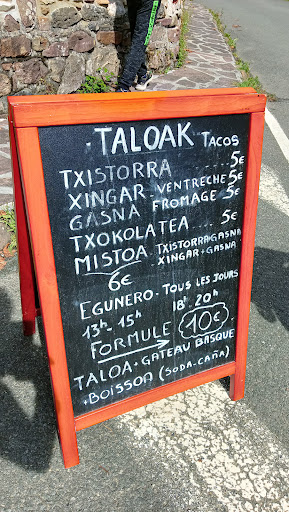 TALOAK TACOS
TXISTORRA 5€
XINGAR-VENTRECHE 5€
GASNA FROMAGE 5€
TXOKOLATEA... 5€
MISTOA-TXISTORRA+GASNA
XINGAR+GASNA
6€
EGUNERO-TOUS LES JOURS
13h-15h 18h-20h
FORMULE 10€
TALOA+GATEAU BASQUE
+BOISSON (SODA-CAÑA)